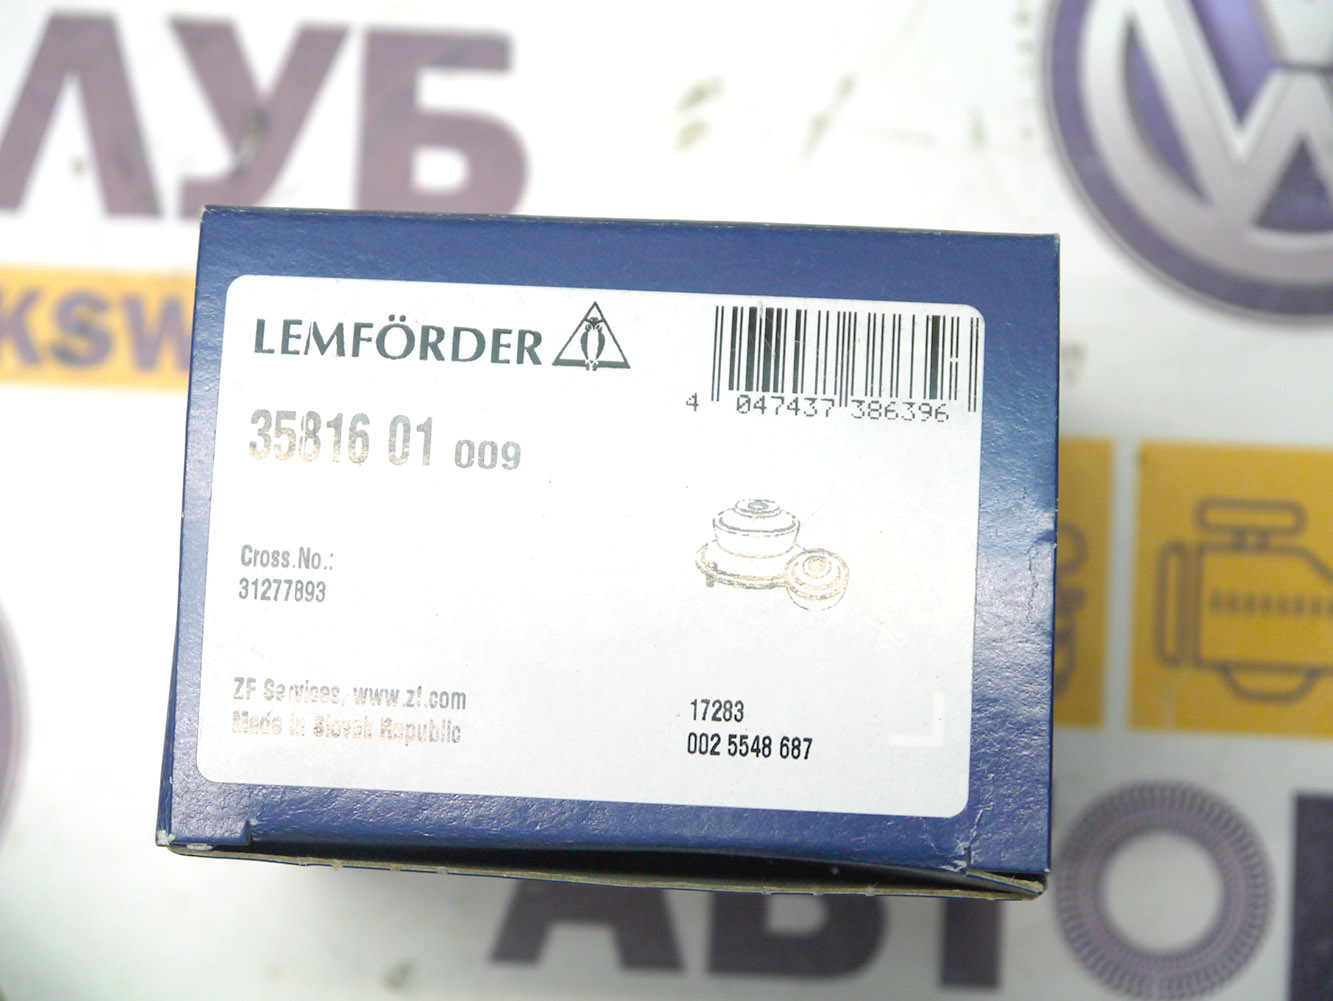 ЛУБ
KSW
LEMFÖRDER
4 047437 386396
35816 01 009
Cross.No.:
31277893
ZF Services, www.zf.com
Made in Slovak Republic
17283
002 5548 687
АВТО